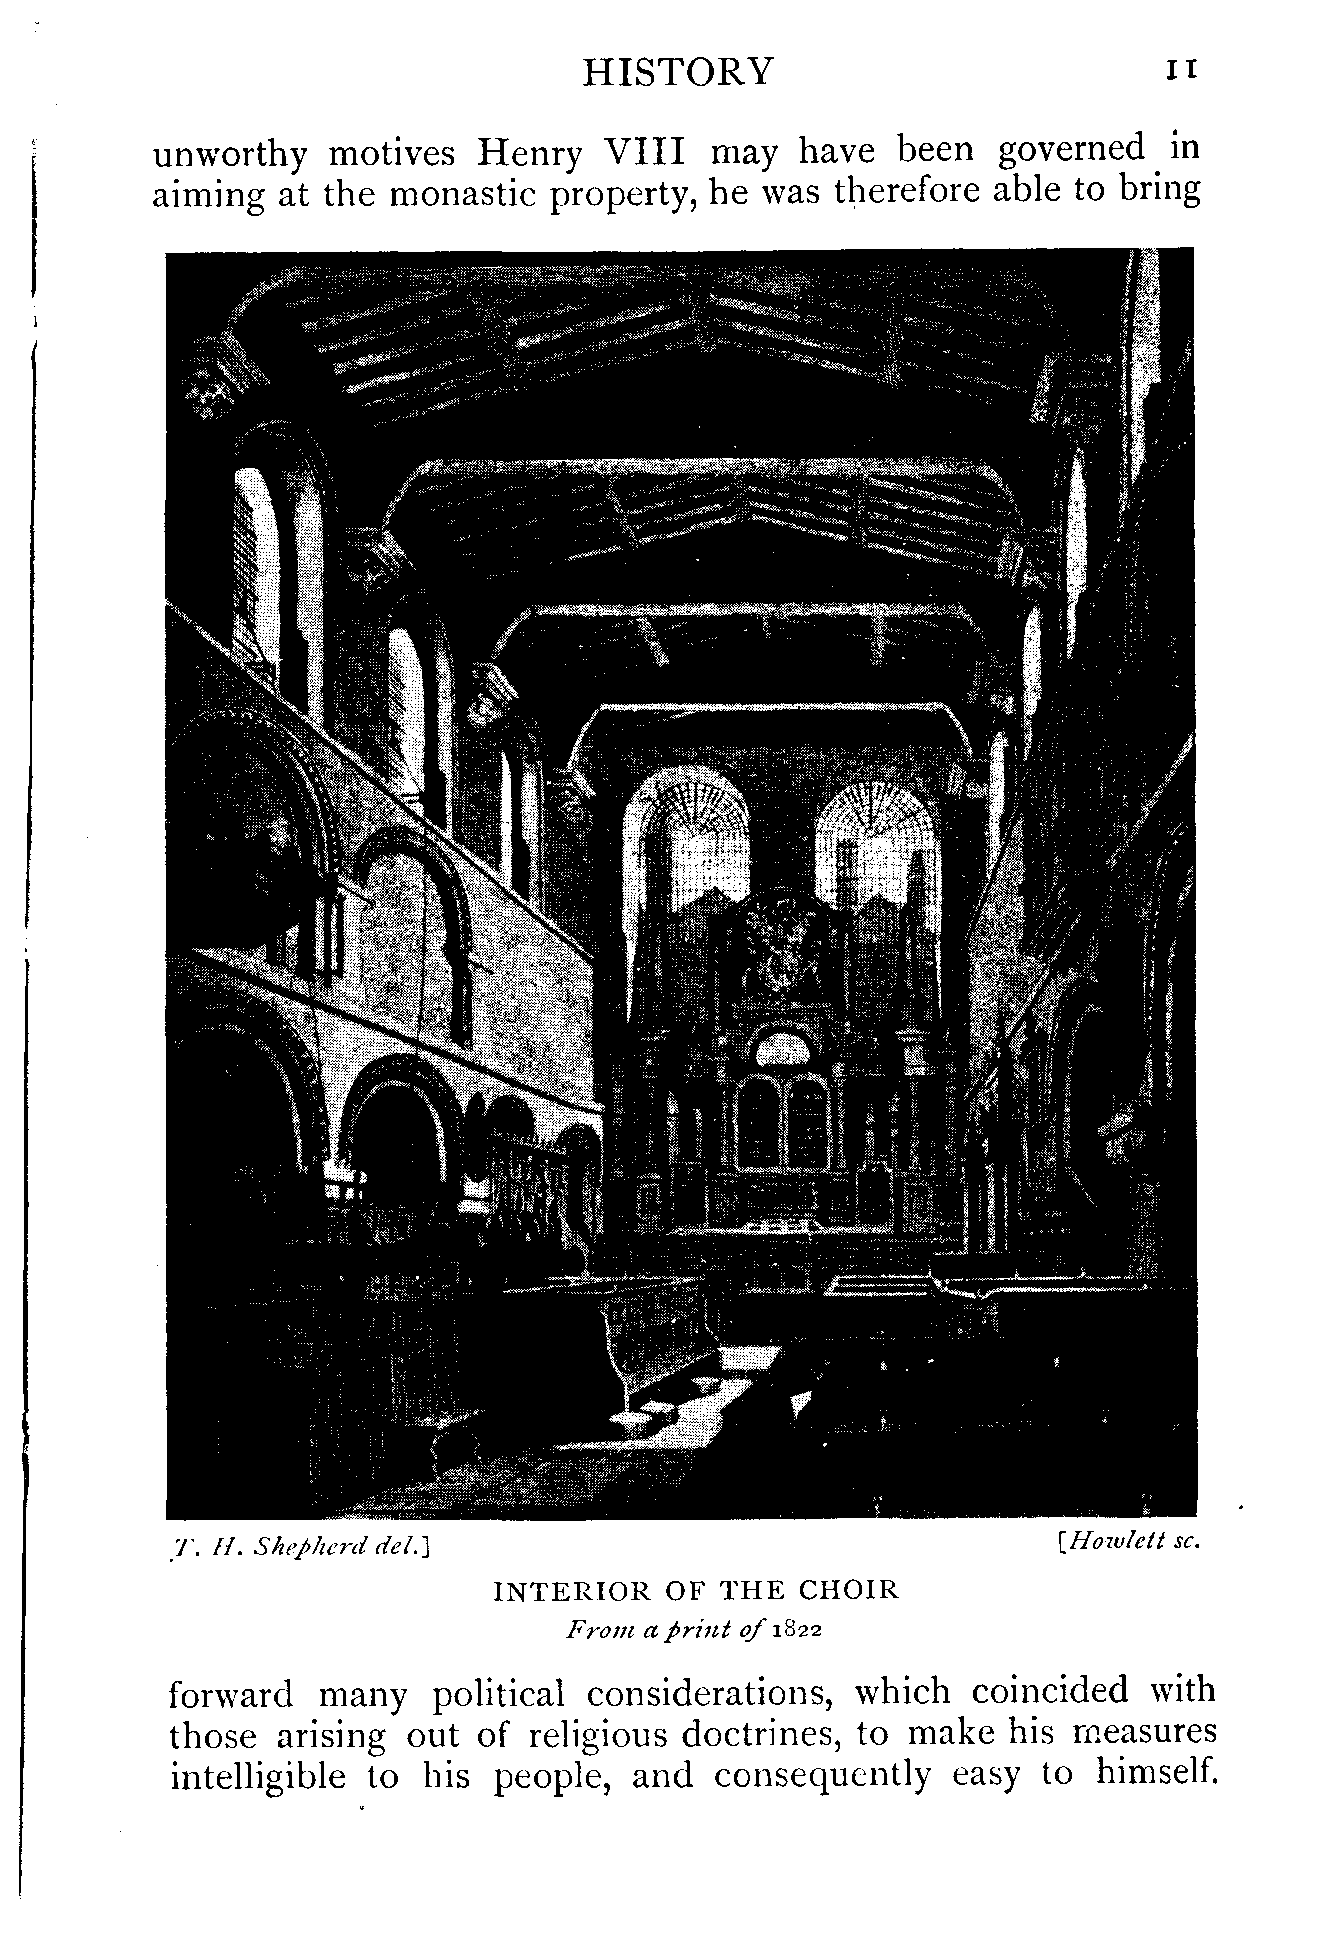 HISTORY 11
unworthy motives Henry VIII may have been governed in
aiming at the monastic property, he was therefore able to bring
T. H. Shepherd del.] [Howlett sc.
INTERIOR OF THE CHOIR
From a print of 1822
forward many political considerations, which coincided with
those arising out of religious doctrines, to make his measures
intelligible to his people, and consequently easy to himself.